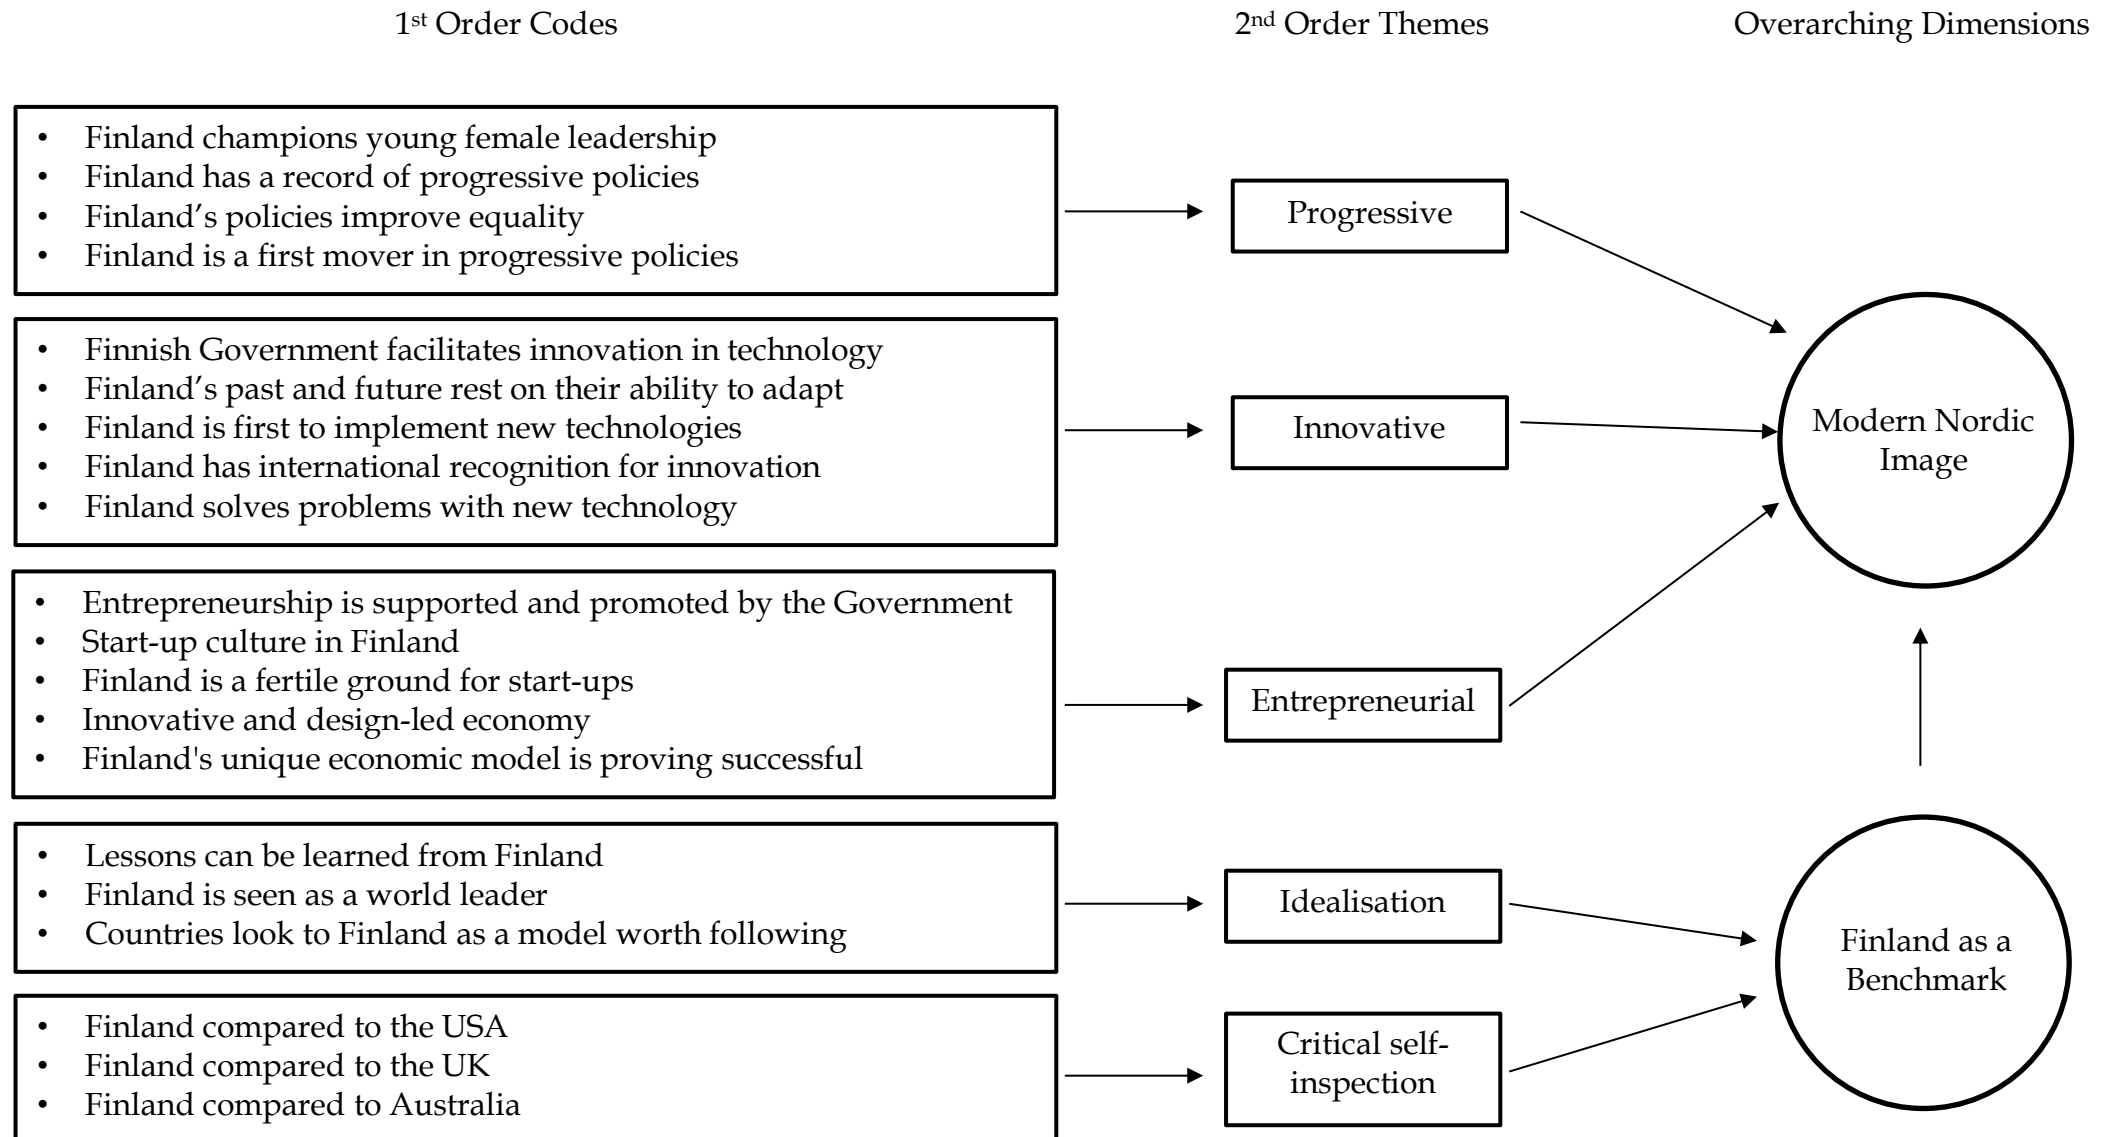 1st Order Codes
2nd Order Themes
Overarching Dimensions
• Finland champions young female leadership
• Finland has a record of progressive policies
• Finland’s policies improve equality
• Finland is a first mover in progressive policies
Progressive
• Finnish Government facilitates innovation in technology
• Finland’s past and future rest on their ability to adapt
• Finland is first to implement new technologies
• Finland has international recognition for innovation
• Finland solves problems with new technology
Innovative
Modern Nordic
Image
• Entrepreneurship is supported and promoted by the Government
• Start-up culture in Finland
• Finland is a fertile ground for start-ups
• Innovative and design-led economy
• Finland's unique economic model is proving successful
Entrepreneurial
• Lessons can be learned from Finland
• Finland is seen as a world leader
• Countries look to Finland as a model worth following
Idealisation
Finland as a
Benchmark
• Finland compared to the USA
• Finland compared to the UK
• Finland compared to Australia
Critical self-
inspection